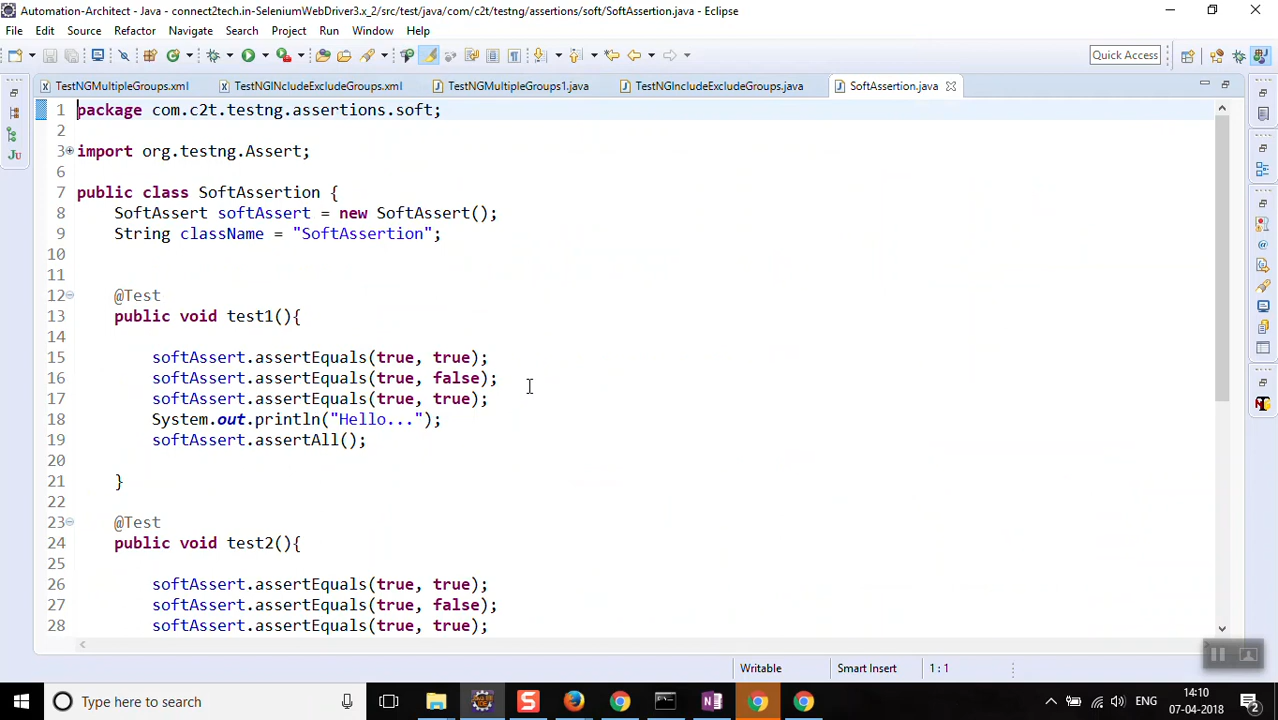 Automation-Architect - Java - connect2tech.in-SeleniumWebDriver3.x_2/src/test/java/com/c2t/testng/assertions/soft/SoftAssertion.java - Eclipse
File Edit Source Refactor Navigate Search Project Run Window Help
Quick Access
TestNGMultipleGroups.xml TestNGINcludeExcludeGroups.xml TestNGMultipleGroups1.java TestNGIncludeExcludeGroups.java SoftAssertion.java
1 package com.c2t.testng.assertions.soft;
2
3 import org.testng.Assert;
6
7 public class SoftAssertion {
8 SoftAssert softAssert = new SoftAssert();
9 String className = "SoftAssertion";
10
11
12 @Test
13 public void test1(){
14
15 softAssert.assertEquals(true, true);
16 softAssert.assertEquals(true, false);
17 softAssert.assertEquals(true, true);
18 System.out.println("Hello...");
19 softAssert.assertAll();
20
21 }
22
23 @Test
24 public void test2(){
25
26 softAssert.assertEquals(true, true);
27 softAssert.assertEquals(true, false);
28 softAssert.assertEquals(true, true);
Writable Smart Insert 1 : 1
Type here to search
ENG
14:10
07-04-2018
2